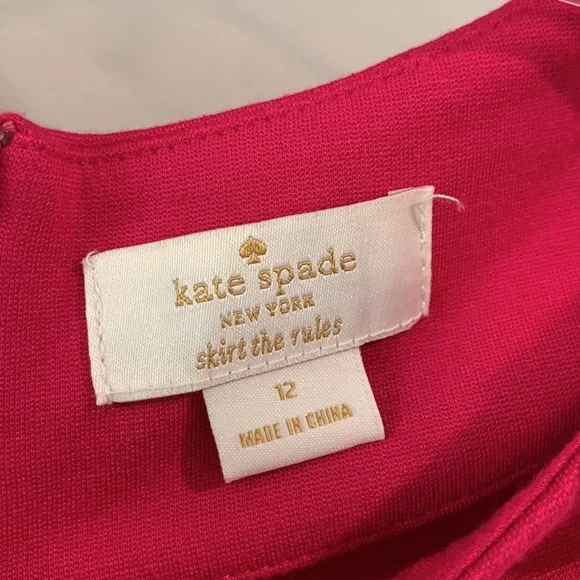 kate spade
NEW YORK
skirt the rules
12
MADE IN CHINA